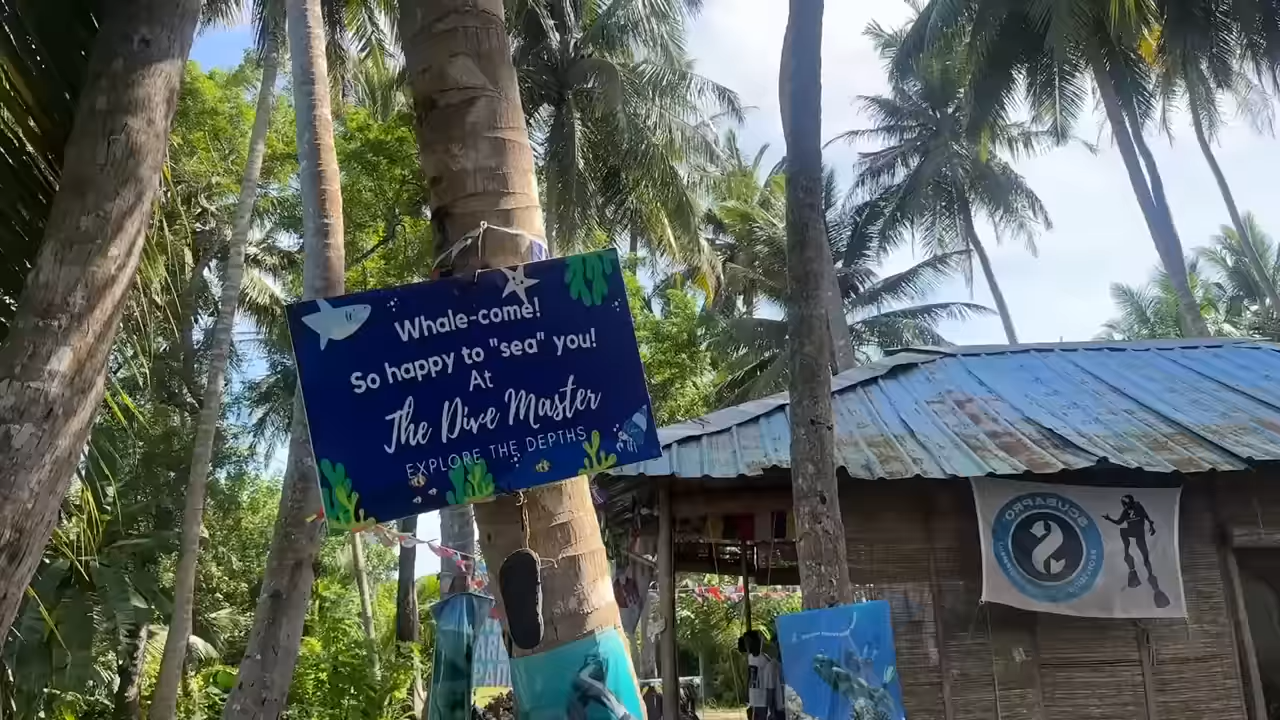 Whale-come!
So happy to "sea" you!
At
The Dive Master
EXPLORE THE DEPTHS
SCUBAPRO